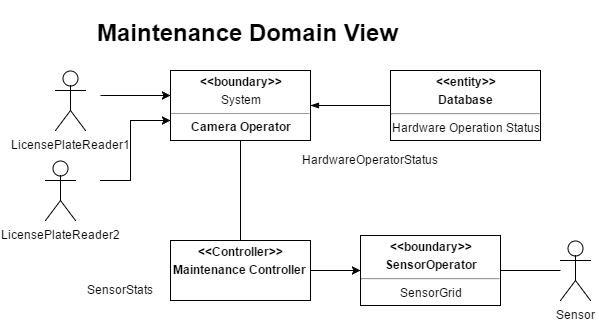 Maintenance Domain View
<<boundary>>
System
Camera Operator
<<entity>>
Database
Hardware Operation Status
LicensePlateReader1
HardwareOperatorStatus
LicensePlateReader2
<<Controller>>
Maintenance Controller
<<boundary>>
SensorOperator
SensorGrid
SensorStats
Sensor